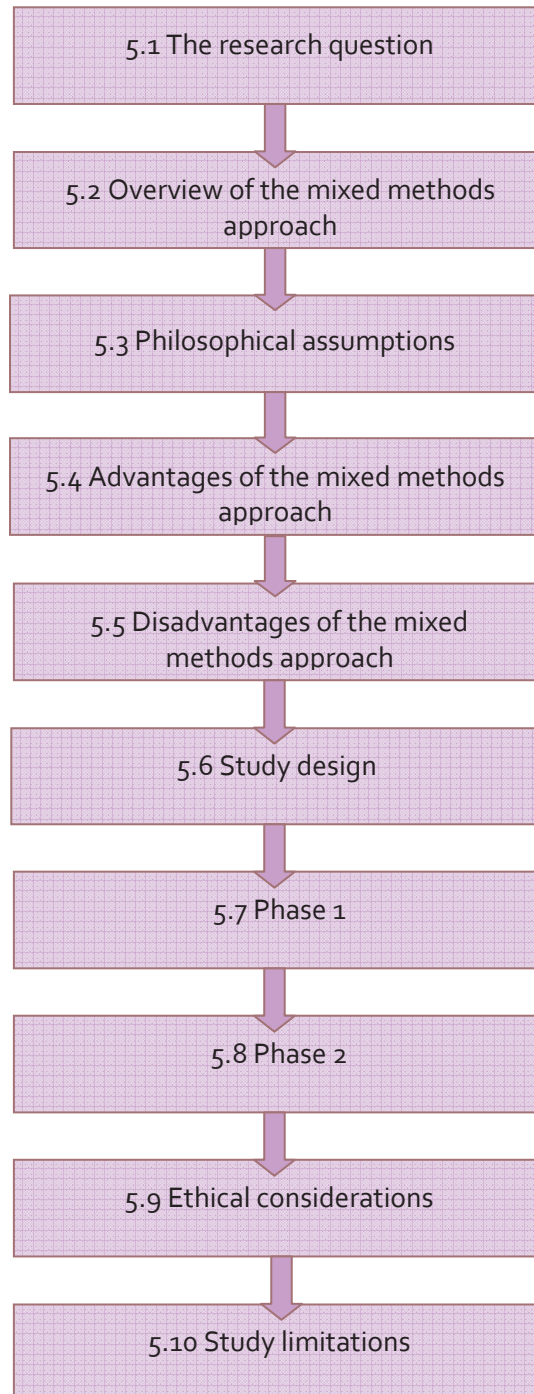 5.1 The research question
5.2 Overview of the mixed methods
approach
5.3 Philosophical assumptions
5.4 Advantages of the mixed methods
approach
5.5 Disadvantages of the mixed
methods approach
5.6 Study design
5.7 Phase 1
5.8 Phase 2
5.9 Ethical considerations
5.10 Study limitations